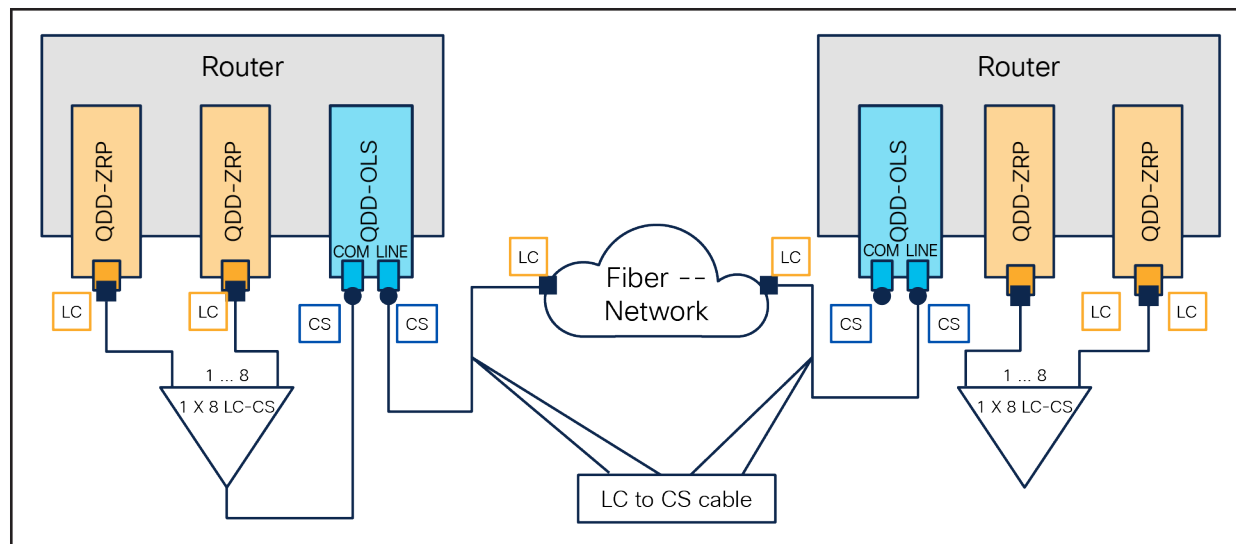 Router
Router
QDD-ZRP
QDD-ZRP
QDD-OLS
QDD-OLS
QDD-ZRP
QDD-ZRP
COM LINE
COM LINE
LC
LC
Fiber --
Network
LC
LC
CS
CS
CS
CS
LC
LC
1 ... 8
1 ... 8
1 X 8 LC-CS
1 X 8 LC-CS
LC to CS cable